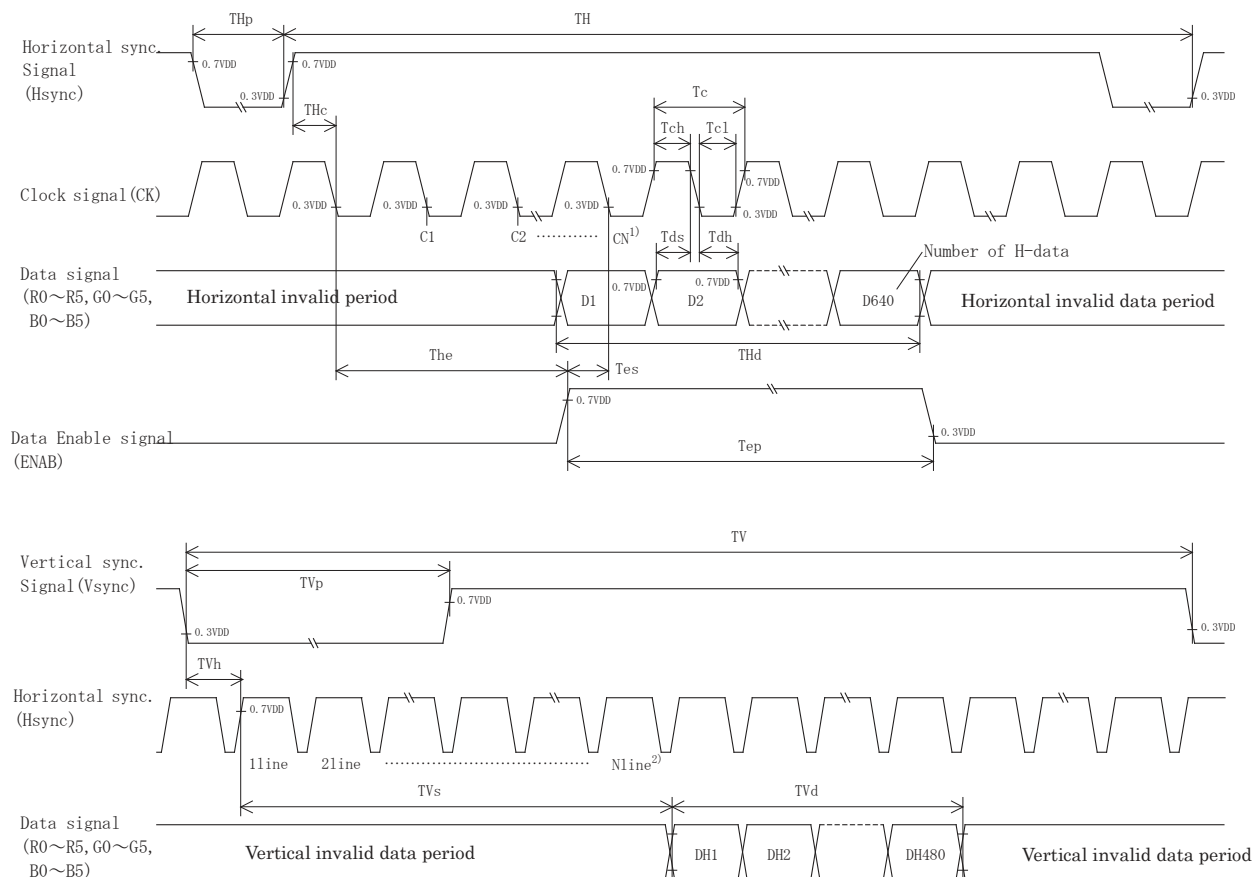 THp
TH
Horizontal sync.
Signal
(Hsync)
0.7VDD
0.7VDD
0.3VDD
0.3VDD
THc
Tc
Tch
Tcl
Clock signal(CK)
0.7VDD
0.7VDD
0.3VDD
0.3VDD
0.3VDD
0.3VDD
0.3VDD
C1
C2
··········
CN1)
Tds
Tdh
Number of H-data
Data signal
(R0~R5,G0~G5,
B0~B5)
Horizontal invalid period
D1
0.7VDD
D2
0.7VDD
D640
Horizontal invalid data period
The
THd
Tes
0.7VDD
Data Enable signal
(ENAB)
Tep
0.3VDD
TV
Vertical sync.
Signal(Vsync)
TVp
0.7VDD
0.3VDD
0.3VDD
TVh
Horizontal sync.
(Hsync)
0.7VDD
1line
2line
································
Nline2)
TVs
TVd
Data signal
(R0~R5,G0~G5,
B0~B5)
Vertical invalid data period
DH1
DH2
DH480
Vertical invalid data period